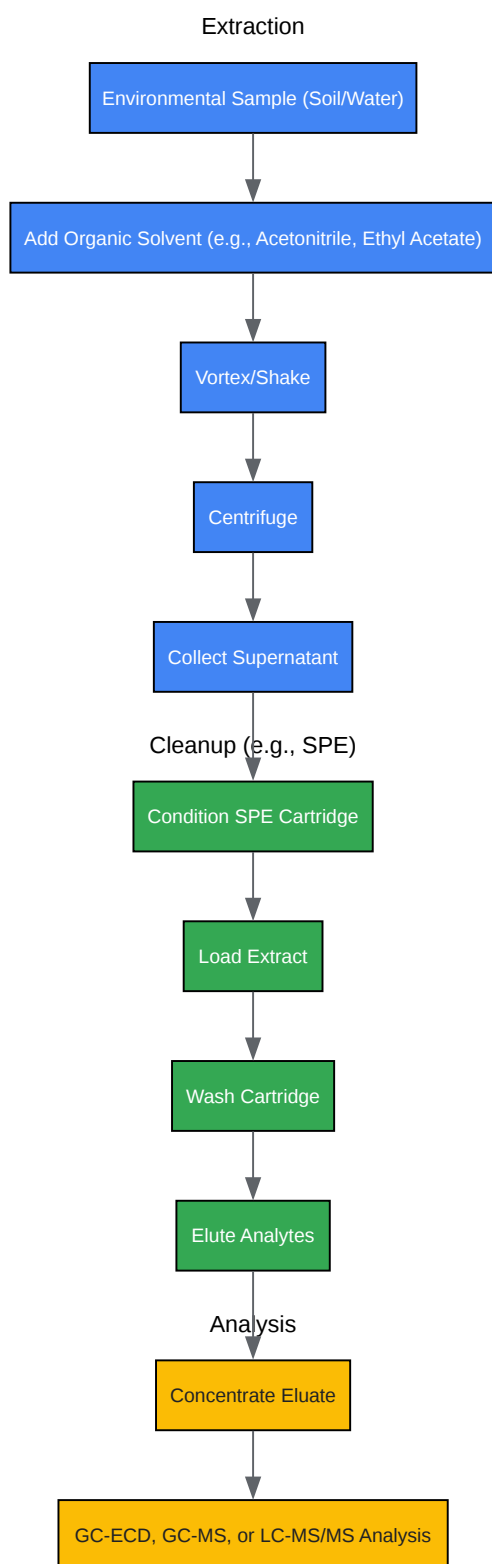 Extraction
Environmental Sample (Soil/Water)
Add Organic Solvent (e.g., Acetonitrile, Ethyl Acetate)
Vortex/Shake
Centrifuge
Collect Supernatant
Cleanup (e.g., SPE)
Condition SPE Cartridge
Load Extract
Wash Cartridge
Elute Analytes
Analysis
Concentrate Eluate
GC-ECD, GC-MS, or LC-MS/MS Analysis